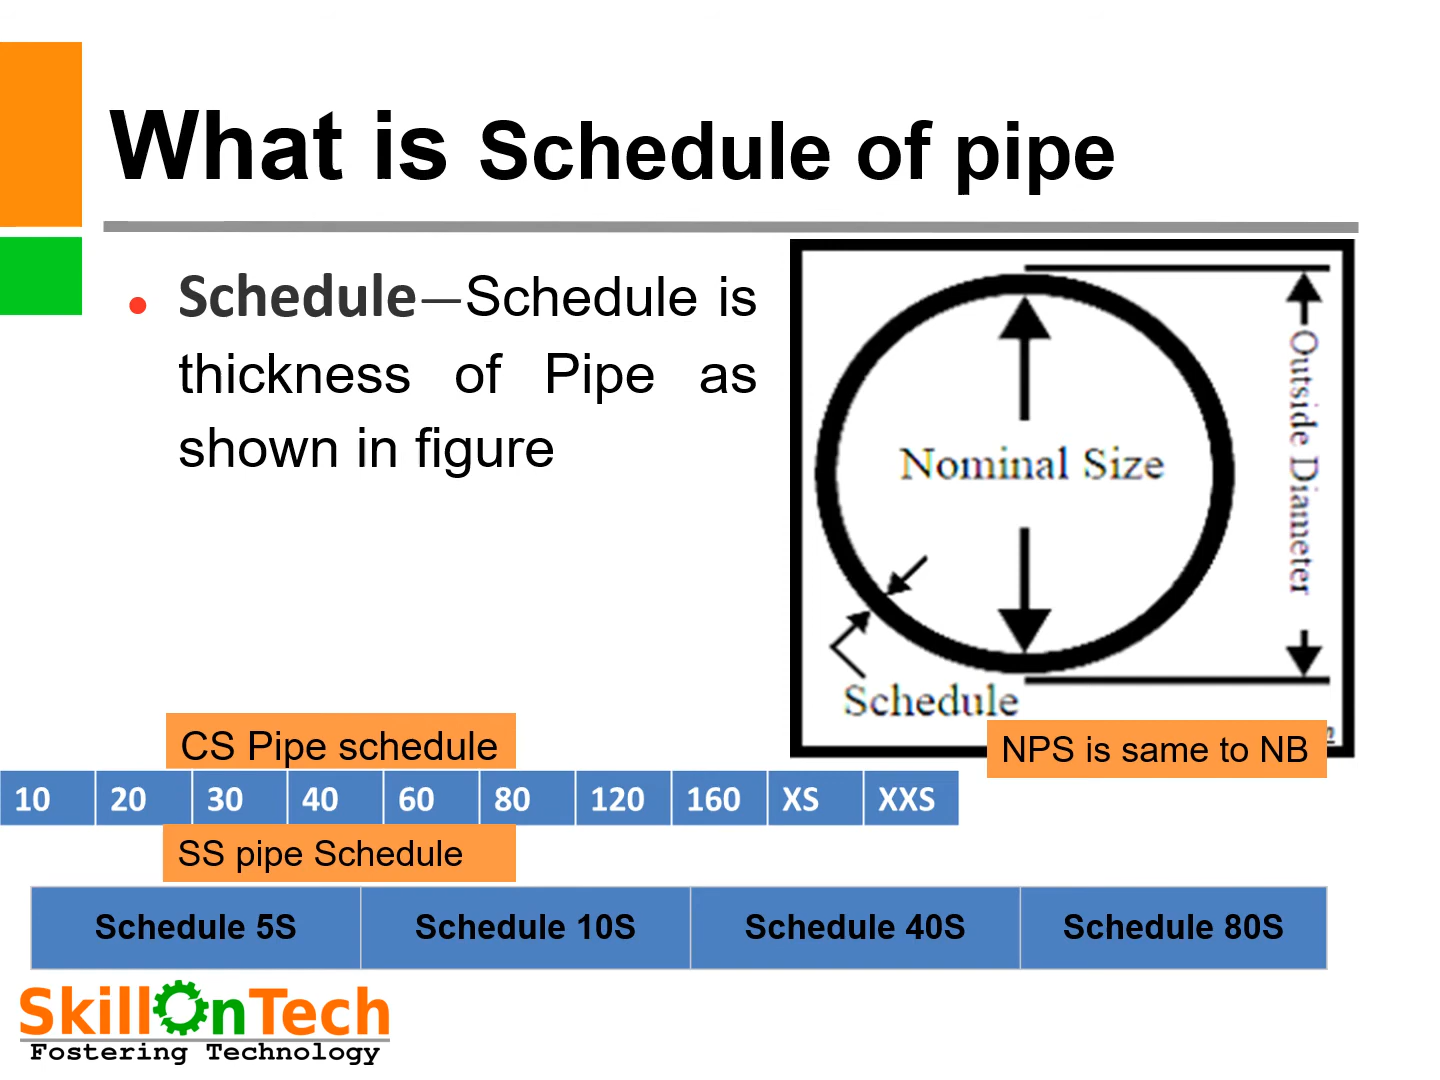 What is Schedule of pipe
• Schedule—Schedule is
thickness of Pipe as
shown in figure
Nominal Size
Outside Diameter
Schedule
NPS is same to NB
CS Pipe schedule
10 20 30 40 60 80 120 160 XS XXS
SS pipe Schedule
Schedule 5S Schedule 10S Schedule 40S Schedule 80S
SkillOnTech
Fostering Technology